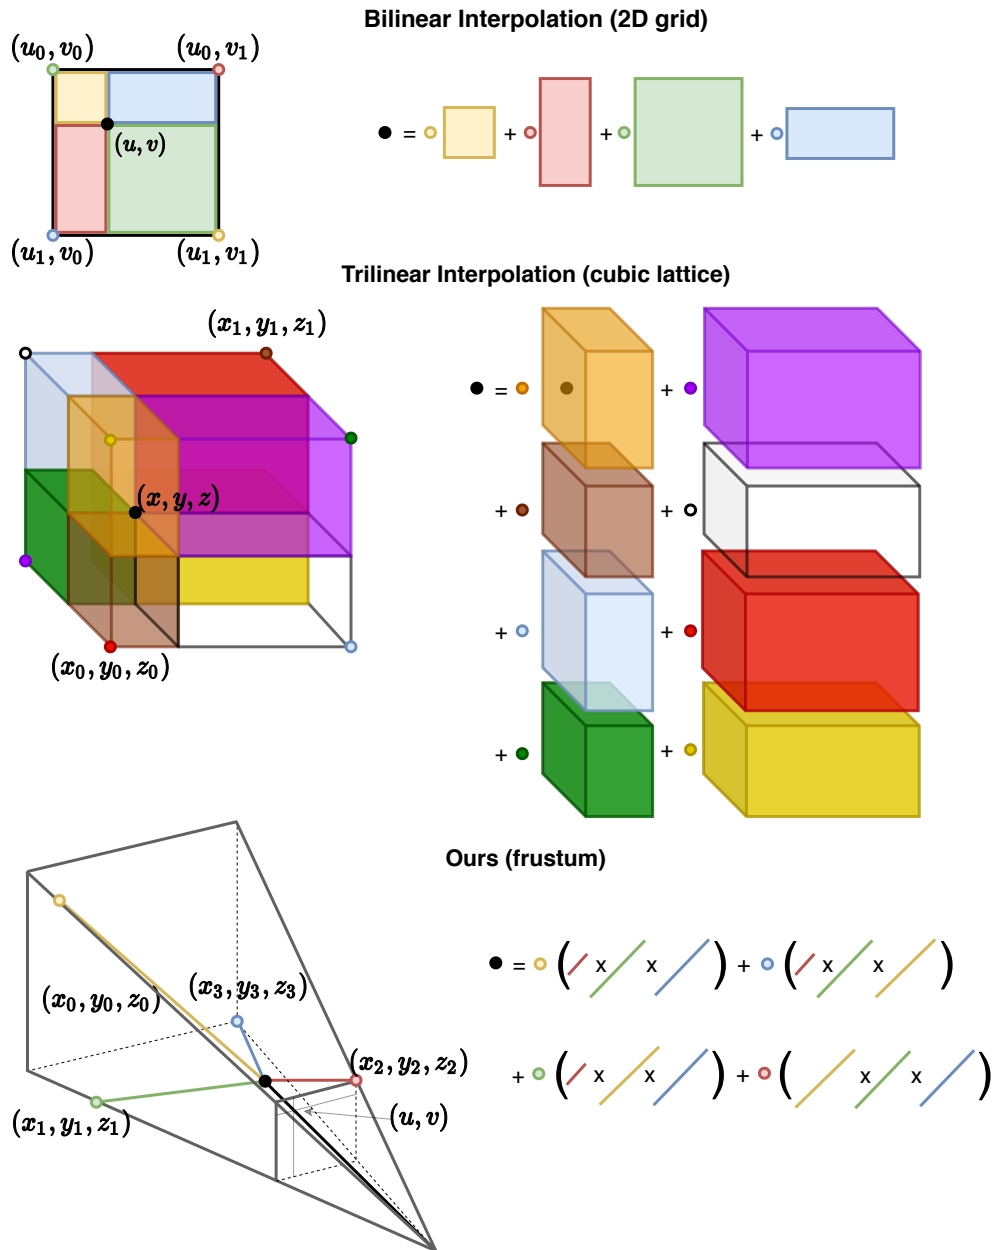 Bilinear Interpolation (2D grid)
(u₀, v₀) (u₀, v₁)
(u, v)
= + + +
(u₁, v₀) (u₁, v₁)
Trilinear Interpolation (cubic lattice)
(x₁, y₁, z₁)
= +
(x, y, z)
+ +
+ +
(x₀, y₀, z₀)
+ +
Ours (frustum)
= ( x x ) + ( x x )
(x₀, y₀, z₀) (x₃, y₃, z₃)
(x₂, y₂, z₂)
+ ( x x ) + ( x x )
(x₁, y₁, z₁) (u, v)